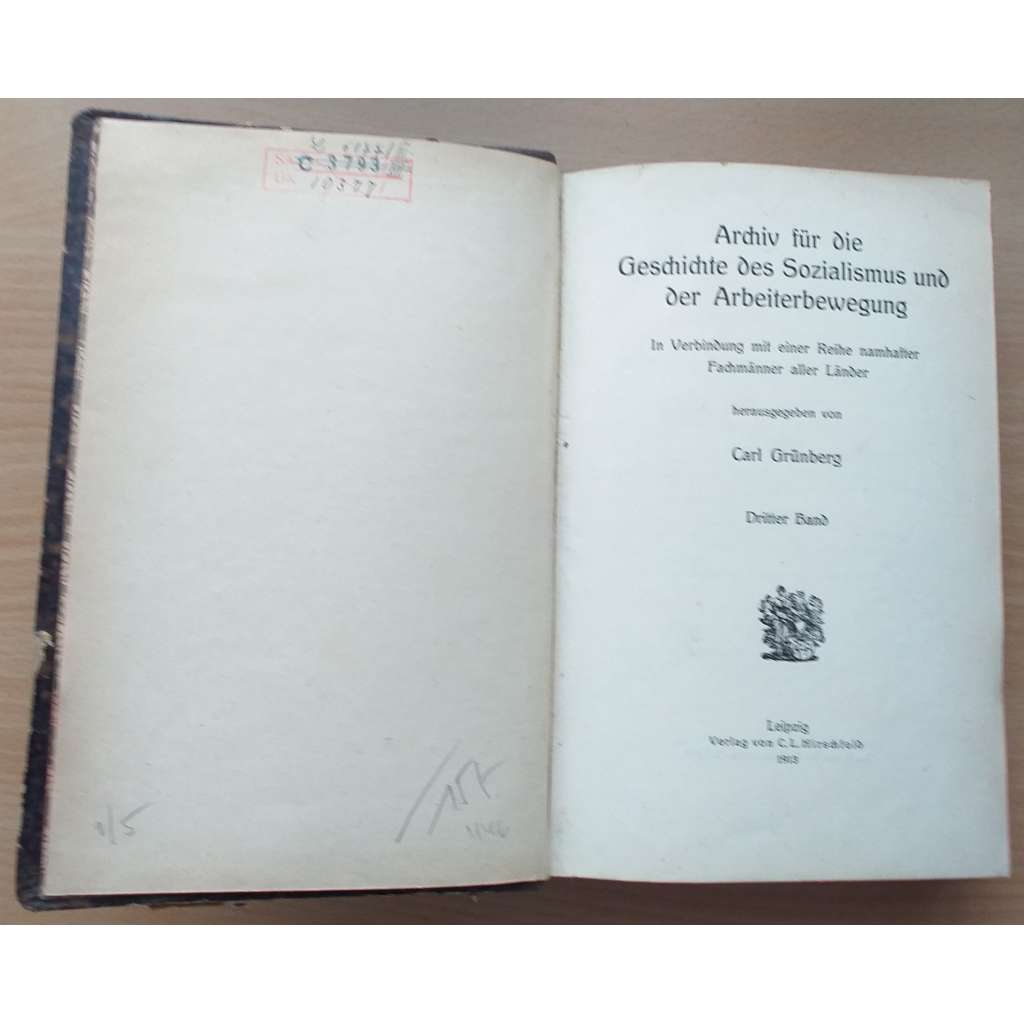 C 3793
Archiv für die
Geschichte des Sozialismus und
der Arbeiterbewegung
In Verbindung mit einer Reihe namhafter
Fachmänner aller Länder
herausgegeben von
Carl Grünberg
Dritter Band
Leipzig
Verlag von C. L. Hirschfeld
1913